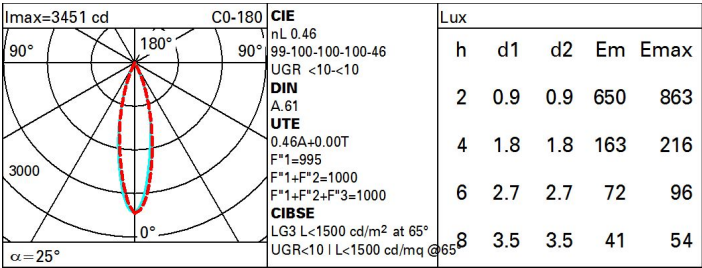 Imax=3451 cd
C0-180
90°
180°
90°
3000
0°
α=25°
CIE
nL 0.46
99-100-100-100-46
UGR <10-<10
DIN
A.61
UTE
0.46A+0.00T
F"1=995
F"1+F"2=1000
F"1+F"2+F"3=1000
CIBSE
LG3 L<1500 cd/m² at 65°
UGR<10 | L<1500 cd/mq @65°
Lux
h d1 d2 Em Emax
2 0.9 0.9 650 863
4 1.8 1.8 163 216
6 2.7 2.7 72 96
8 3.5 3.5 41 54